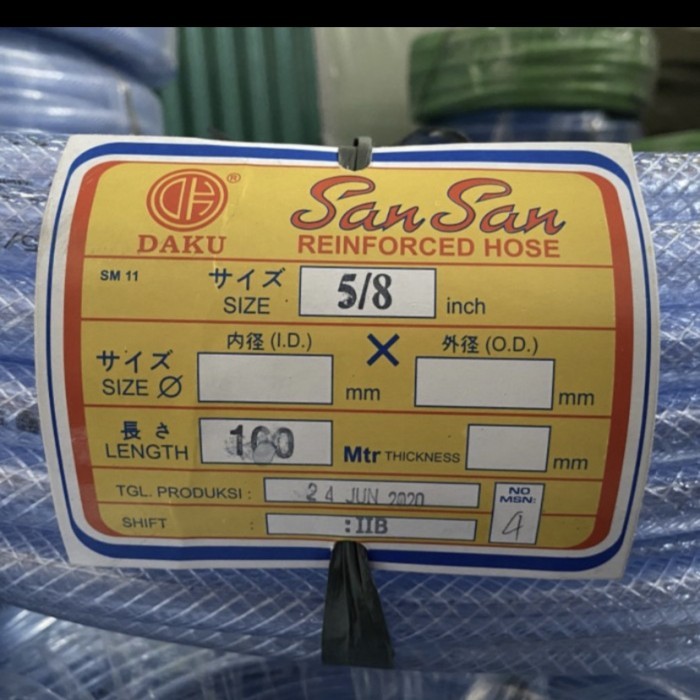 ® San San
DAKU REINFORCED HOSE
SM 11 サイズ SIZE 5/8 inch
内径 (I.D.) × 外径 (O.D.)
サイズ SIZE Ø mm mm
長さ LENGTH 100 Mtr THICKNESS mm
TGL. PRODUKSI : 24 JUN 2020 NO MSN: 4
SHIFT : :IIB